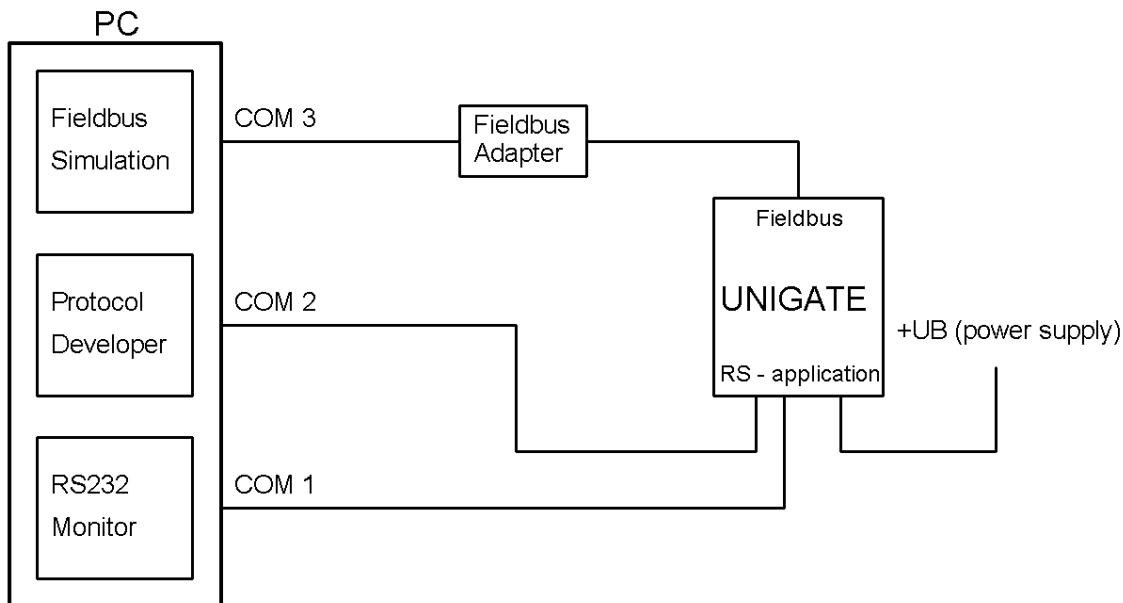 PC
Fieldbus
Simulation
COM 3
Fieldbus
Adapter
Fieldbus
UNIGATE
RS - application
+UB (power supply)
Protocol
Developer
COM 2
RS232
Monitor
COM 1